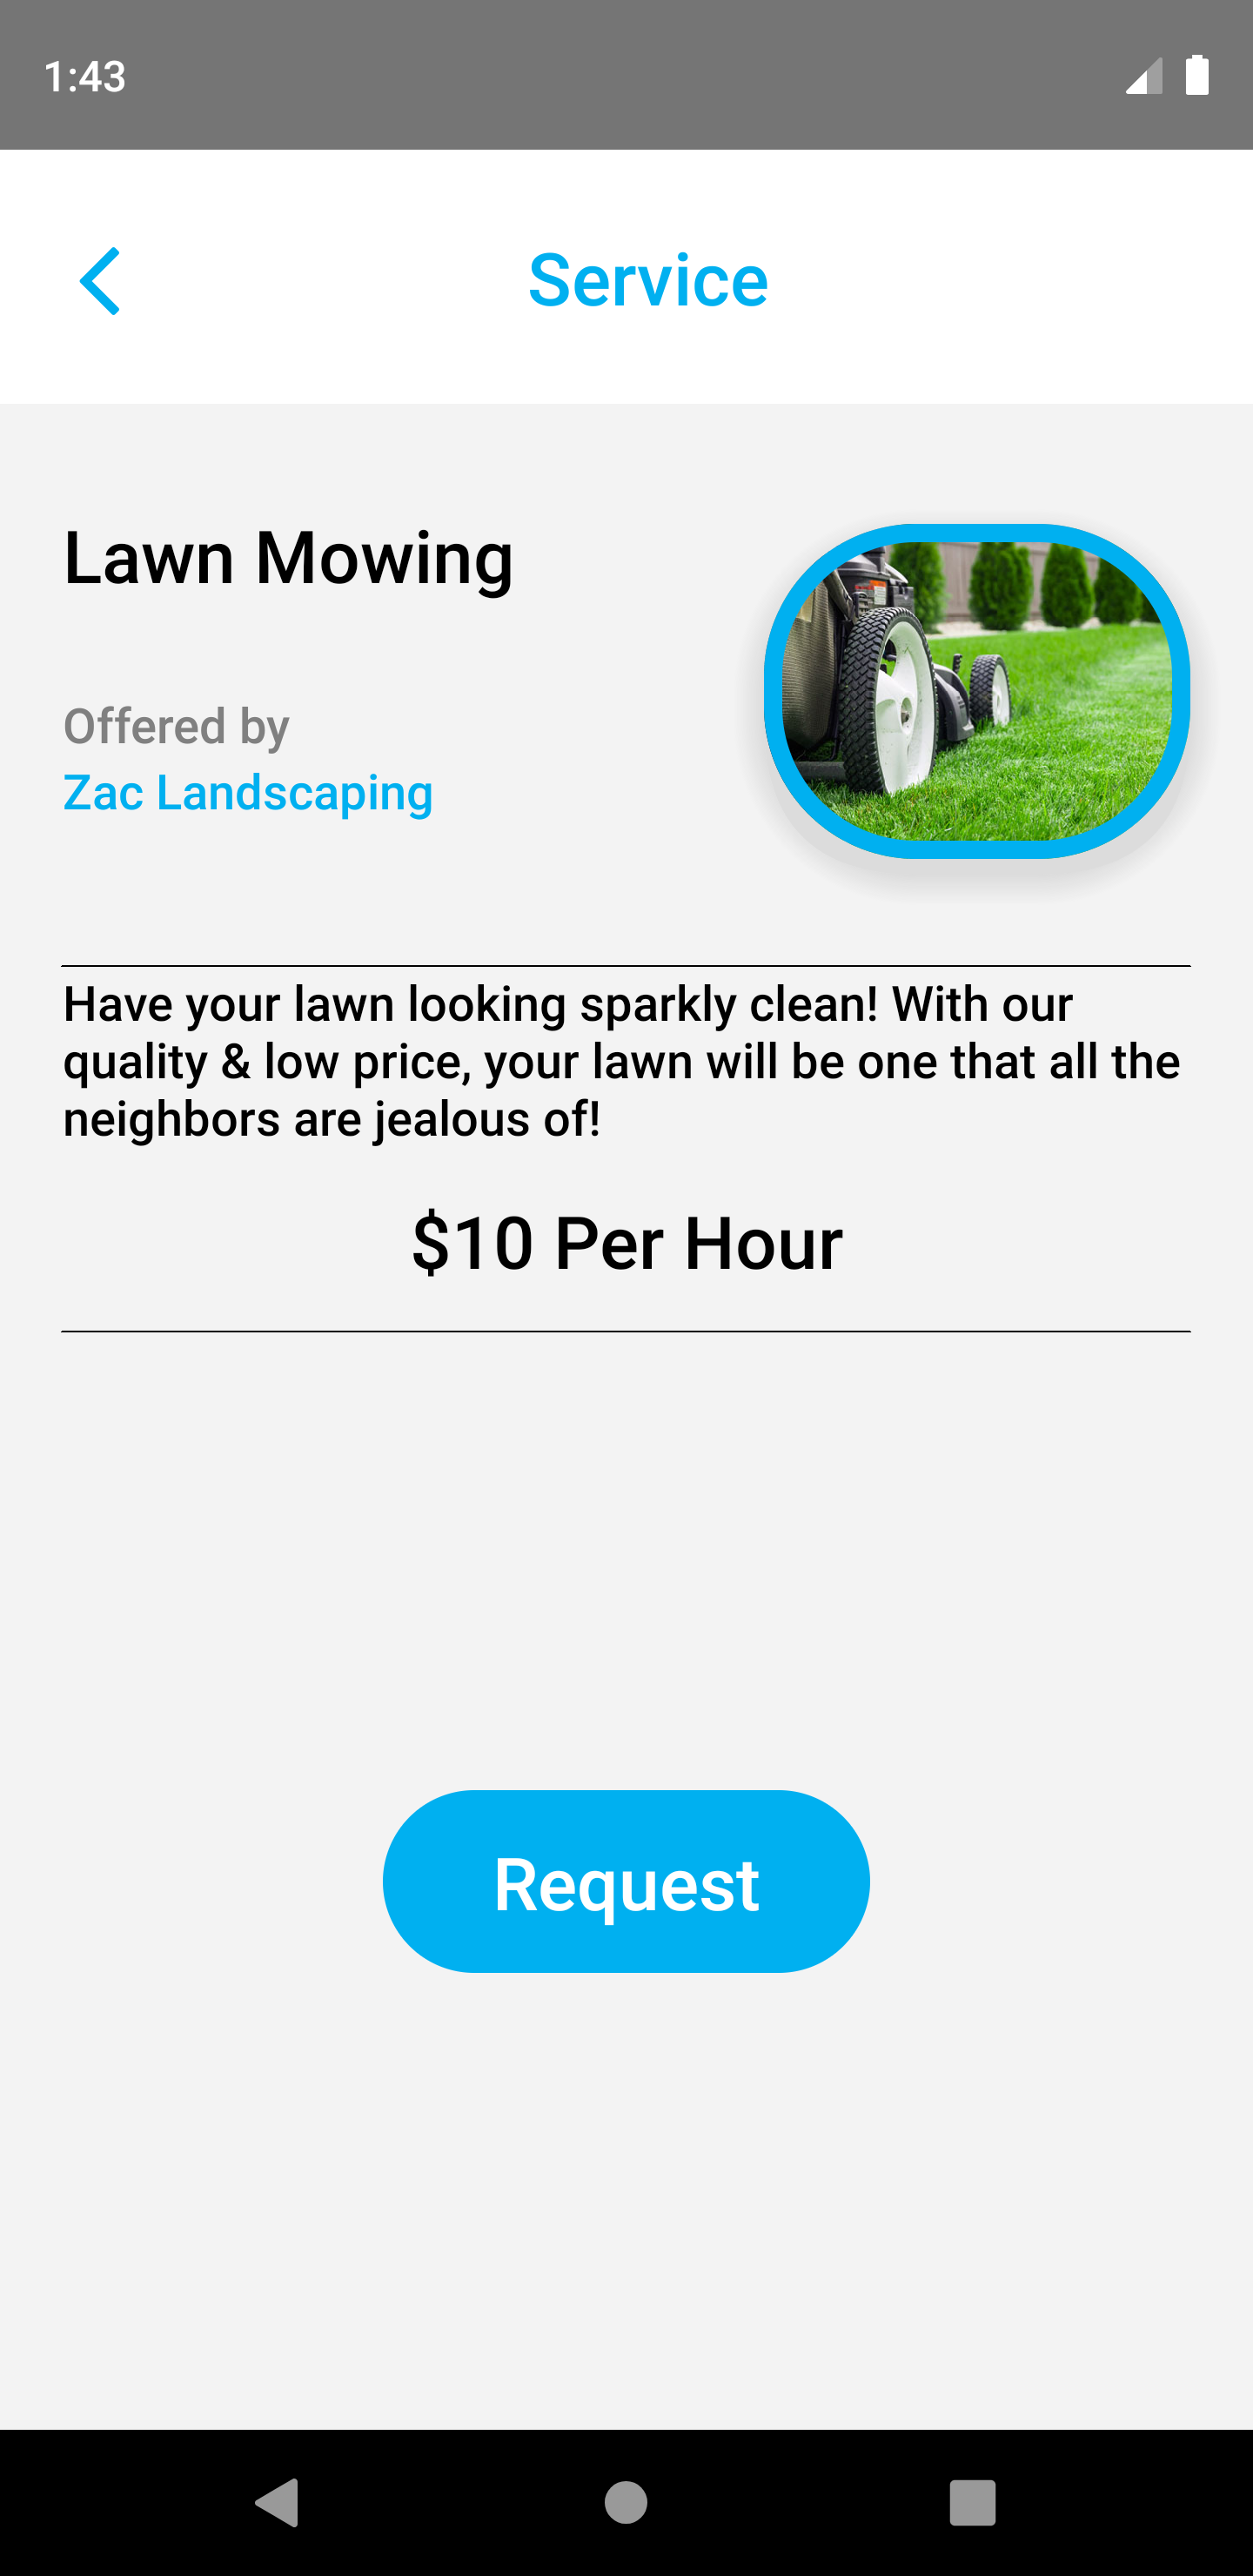 1:43
Service
Lawn Mowing
Offered by
Zac Landscaping
Have your lawn looking sparkly clean! With our
quality & low price, your lawn will be one that all the
neighbors are jealous of!
$10 Per Hour
Request